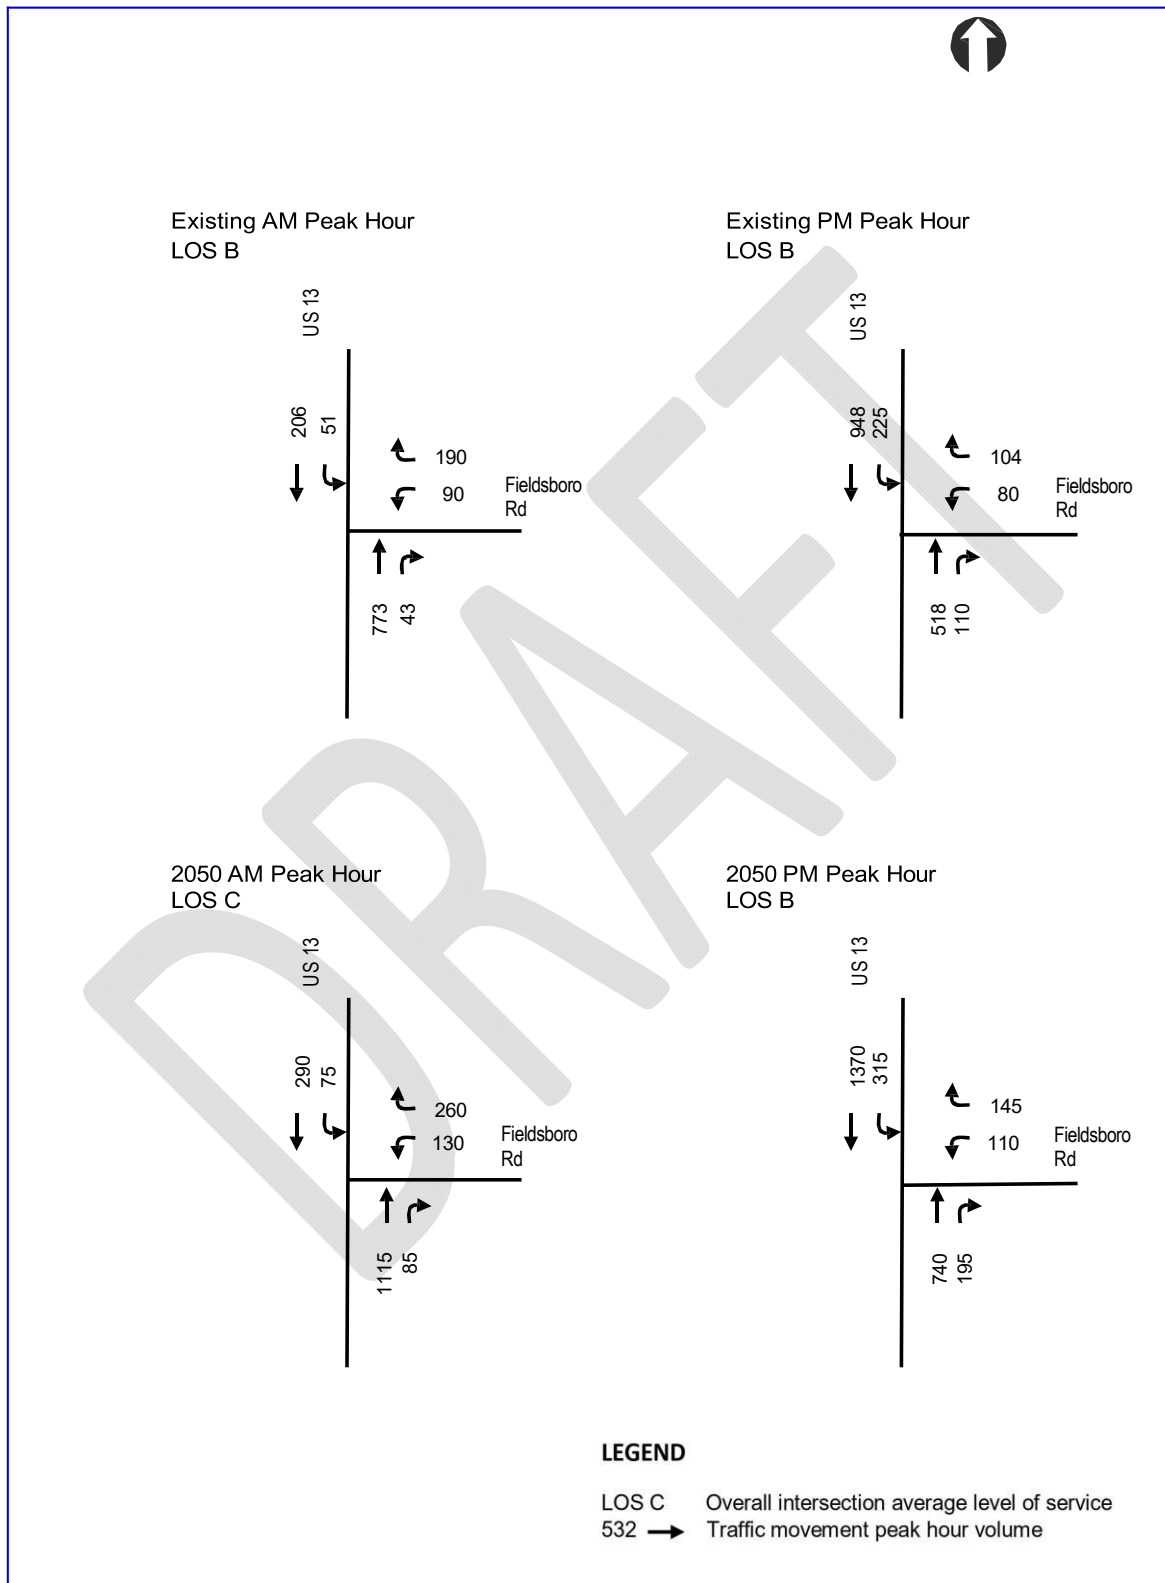 Existing AM Peak Hour
LOS B
US 13
206
51
190
90
Fieldsboro
Rd
773
43
Existing PM Peak Hour
LOS B
US 13
948
225
104
80
Fieldsboro
Rd
518
110
2050 AM Peak Hour
LOS C
US 13
290
75
260
130
Fieldsboro
Rd
1115
85
2050 PM Peak Hour
LOS B
US 13
1370
315
145
110
Fieldsboro
Rd
740
195
DRAFT
LEGEND
LOS C Overall intersection average level of service
532 → Traffic movement peak hour volume